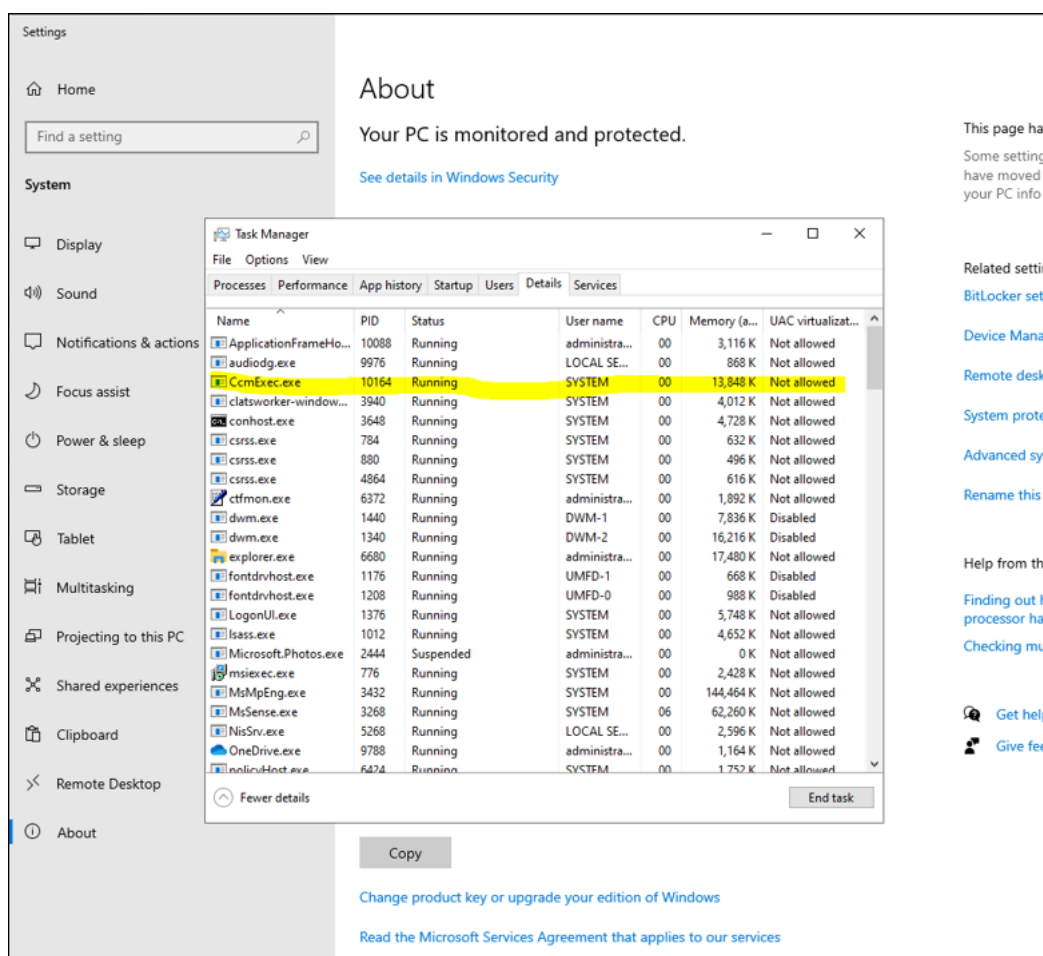 Settings
Home
Find a setting
System
Display
Sound
Notifications & actions
Focus assist
Power & sleep
Storage
Tablet
Multitasking
Projecting to this PC
Shared experiences
Clipboard
Remote Desktop
About
About
Your PC is monitored and protected.
See details in Windows Security
Task Manager
File Options View
Processes Performance App history Startup Users Details Services
Name PID Status User name CPU Memory (a... UAC virtualizat...
ApplicationFrameHo... 10088 Running administra... 00 3,116 K Not allowed
audiodg.exe 9976 Running LOCAL SE... 00 868 K Not allowed
CcmExec.exe 10164 Running SYSTEM 00 13,848 K Not allowed
clatsworker-window... 3940 Running SYSTEM 00 4,012 K Not allowed
conhost.exe 3648 Running SYSTEM 00 4,728 K Not allowed
csrss.exe 784 Running SYSTEM 00 632 K Not allowed
csrss.exe 880 Running SYSTEM 00 496 K Not allowed
csrss.exe 4864 Running SYSTEM 00 616 K Not allowed
ctfmon.exe 6372 Running administra... 00 1,892 K Not allowed
dwm.exe 1440 Running DWM-1 00 7,836 K Disabled
dwm.exe 1340 Running DWM-2 00 16,216 K Disabled
explorer.exe 6680 Running administra... 00 17,480 K Not allowed
fontdrvhost.exe 1176 Running UMFD-1 00 668 K Disabled
fontdrvhost.exe 1208 Running UMFD-0 00 988 K Disabled
LogonUI.exe 1376 Running SYSTEM 00 5,748 K Not allowed
lsass.exe 1012 Running SYSTEM 00 4,652 K Not allowed
Microsoft.Photos.exe 2444 Suspended administra... 00 0 K Not allowed
msiexec.exe 776 Running SYSTEM 00 2,428 K Not allowed
MsMpEng.exe 3432 Running SYSTEM 00 144,464 K Not allowed
MsSense.exe 3268 Running SYSTEM 06 62,260 K Not allowed
NisSrv.exe 5268 Running LOCAL SE... 00 2,596 K Not allowed
OneDrive.exe 9788 Running administra... 00 1,164 K Not allowed
policyHost.exe 6424 Running SYSTEM 00 1,752 K Not allowed
Fewer details
End task
Copy
Change product key or upgrade your edition of Windows
Read the Microsoft Services Agreement that applies to our services
This page ha
Some setting
have moved
your PC info
Related setti
BitLocker set
Device Mana
Remote desk
System prote
Advanced sy
Rename this
Help from th
Finding out h
processor ha
Checking mu
Get help
Give fee